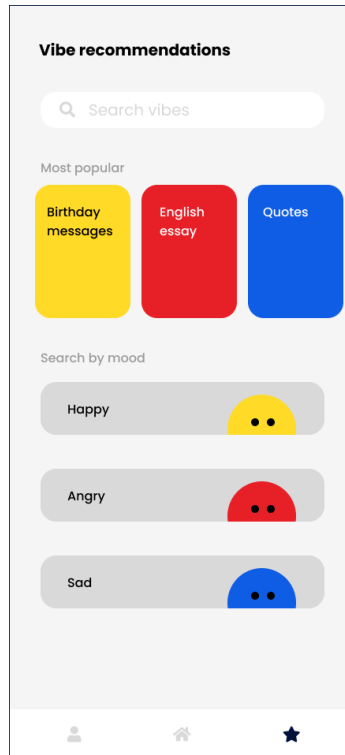 Vibe recommendations
Search vibes
Most popular
Birthday
messages
English
essay
Quotes
Search by mood
Happy
Angry
Sad